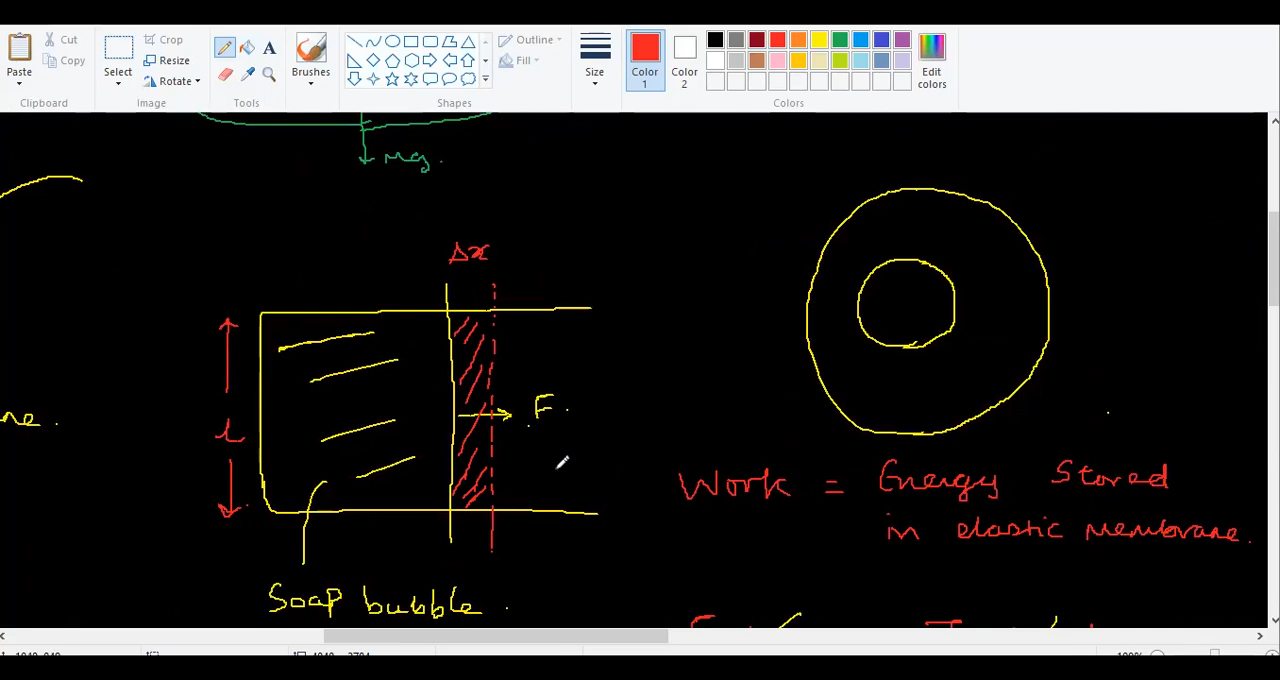 Cut
Copy
Paste
Clipboard
Select
Crop
Resize
Rotate
Image
A
Tools
Brushes
Shapes
Outline
Fill
Size
Color 1
Color 2
Edit colors
Colors
mg.
Δx
l
F.
Soap bubble.
Work = Energy Stored
in elastic membrane.